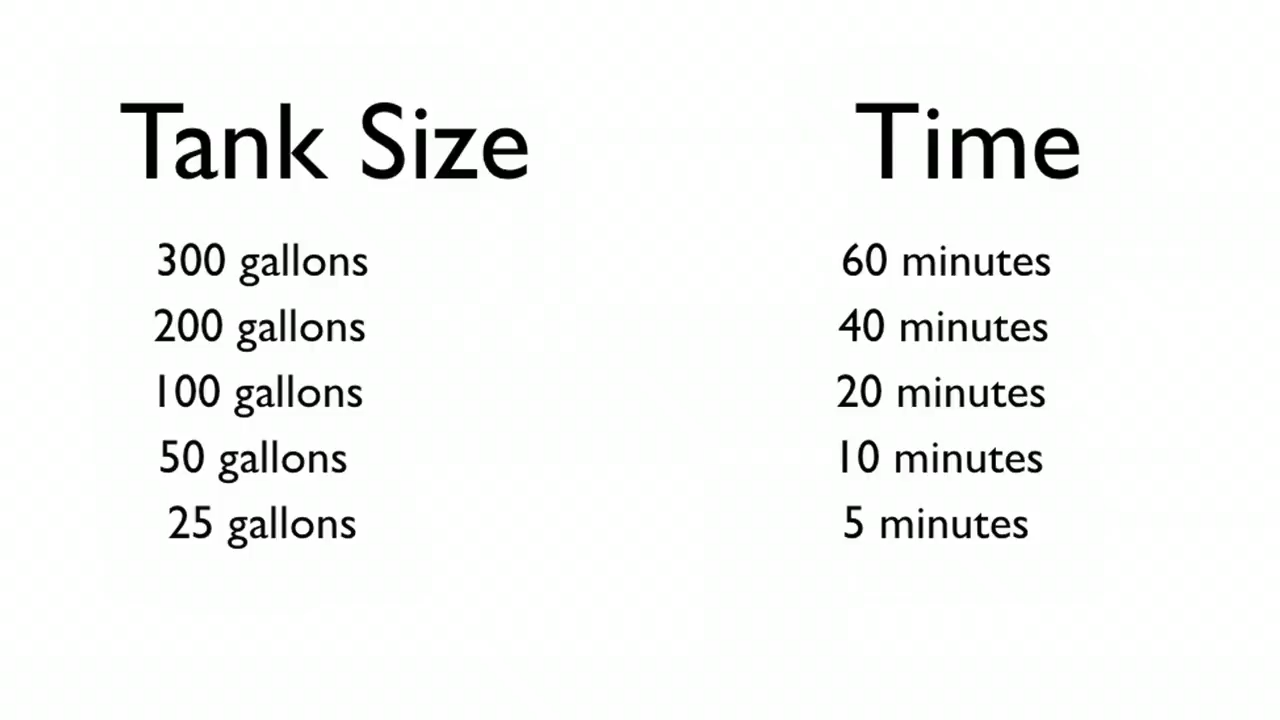 Tank Size Time
300 gallons 60 minutes
200 gallons 40 minutes
100 gallons 20 minutes
50 gallons 10 minutes
25 gallons 5 minutes